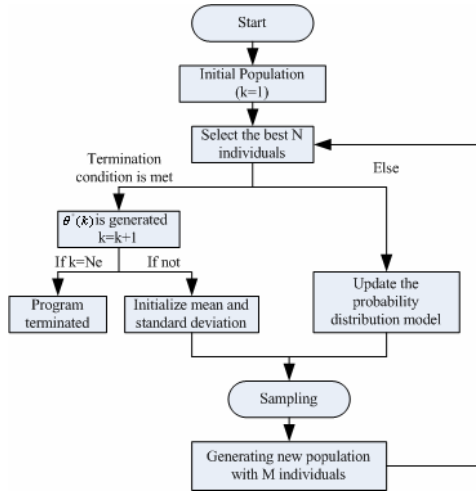 Start
Initial Population
(k=1)
Select the best N
individuals
Termination
condition is met
Else
θ*(k) is generated
k=k+1
If k=Ne
If not
Program
terminated
Initialize mean and
standard deviation
Update the
probability
distribution model
Sampling
Generating new population
with M individuals